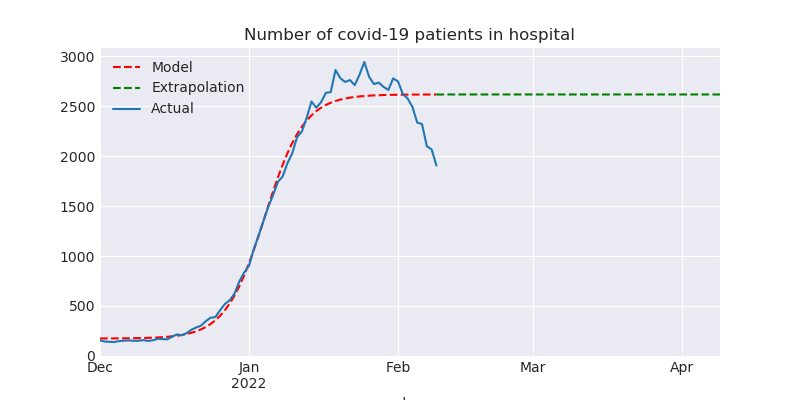 Number of covid-19 patients in hospital
Model
Extrapolation
Actual
3000
2500
2000
1500
1000
500
0
Dec
Jan
2022
Feb
Mar
Apr